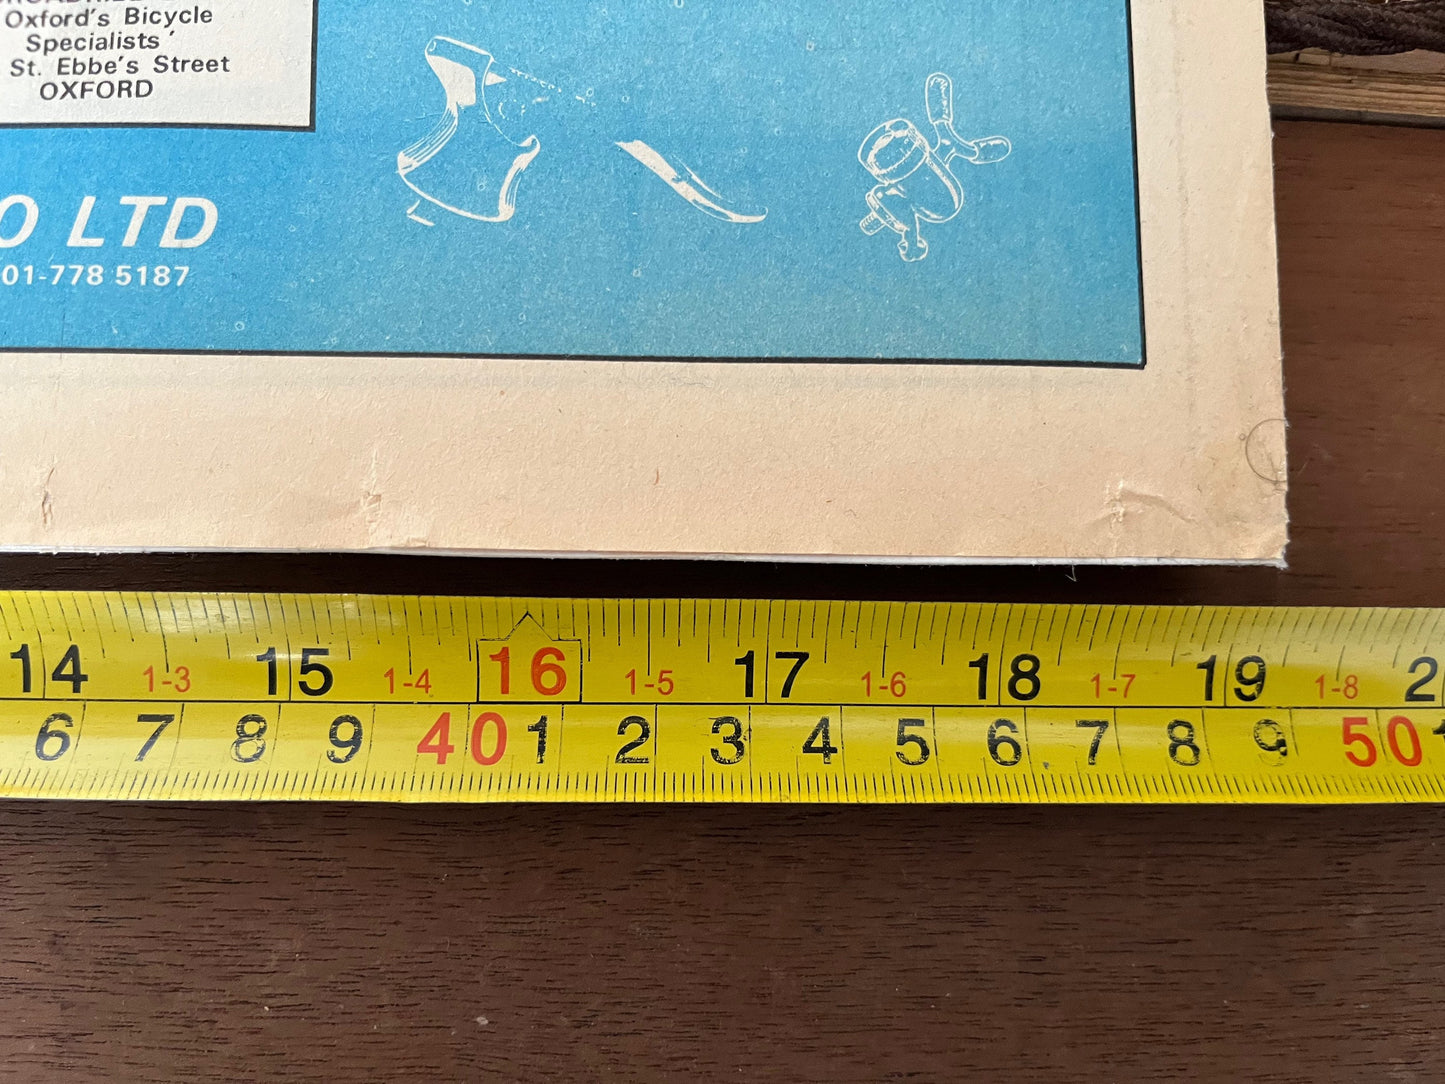 Oxford's Bicycle
Specialists'
St. Ebbe's Street
OXFORD
O LTD
01-778 5187
14 1-3 15 1-4 16 1-5 17 1-6 18 1-7 19 1-8 2
6 7 8 9 40 1 2 3 4 5 6 7 8 9 50 1